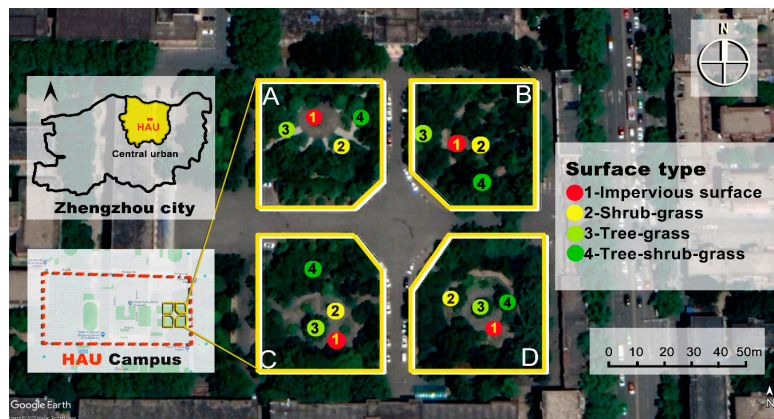 N
A
1
4
3
2
B
3
1
2
4
HAU
Central urban
Zhengzhou city
Surface type
1-Impervious surface
2-Shrub-grass
3-Tree-grass
4-Tree-shrub-grass
4
2
3
1
C
2
3
4
1
D
HAU Campus
0 10 20 30 40 50m
Google Earth
N